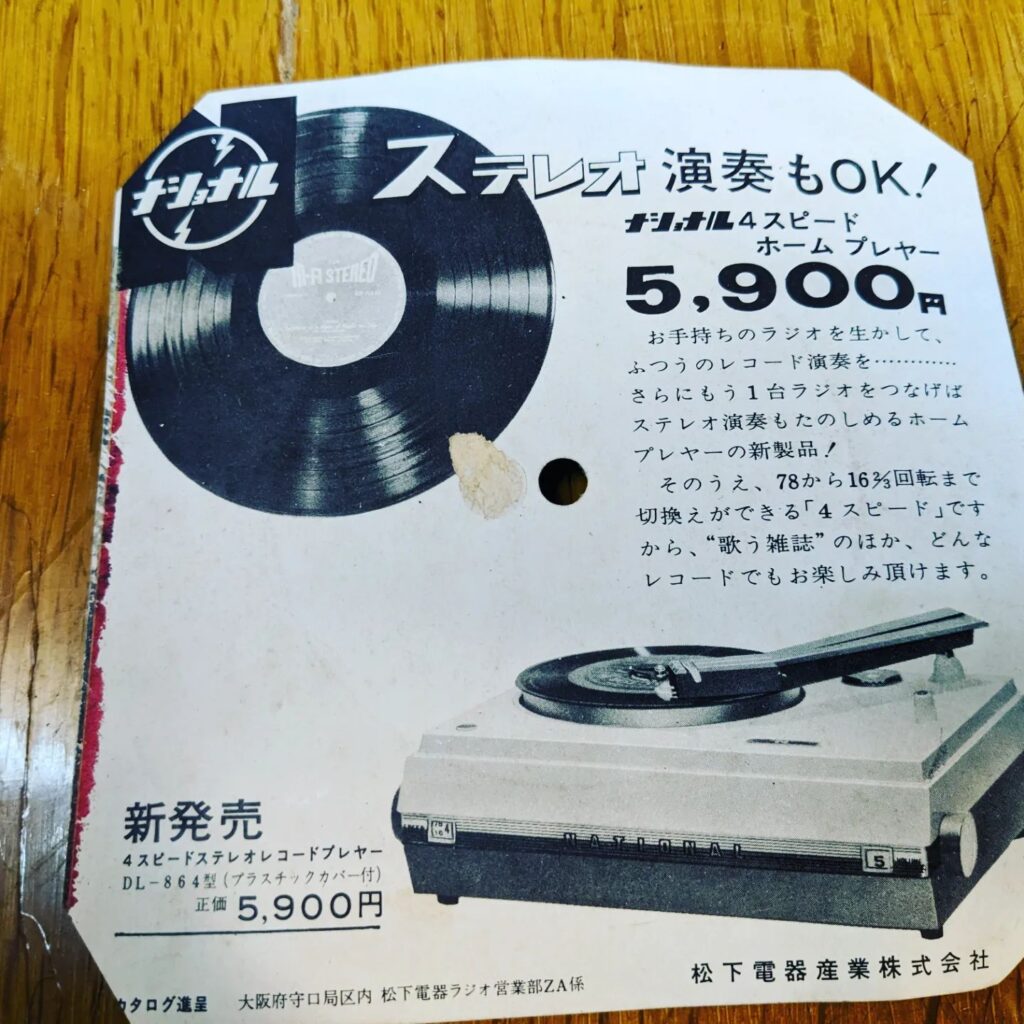 ナショナル
ステレオ演奏もOK!
HI-FI STEREO
ナショナル4スピード
ホーム プレヤー
5,900円
お手持ちのラジオを生かして、
ふつうのレコード演奏を…………
さらにもう1台ラジオをつなげば
ステレオ演奏もたのしめるホーム
プレヤーの新製品!
そのうえ、78から16⅔回転まで
切換えができる「4 スピード」です
から、“歌う雑誌”のほか、どんな
レコードでもお楽しみ頂けます。
NATIONAL
5
新発売
4スピードステレオレコードプレヤー
DL-864型(プラスチックカバー付)
正価 5,900円
松下電器産業株式会社
カタログ進呈 大阪府守口局区内 松下電器ラジオ営業部ZA係